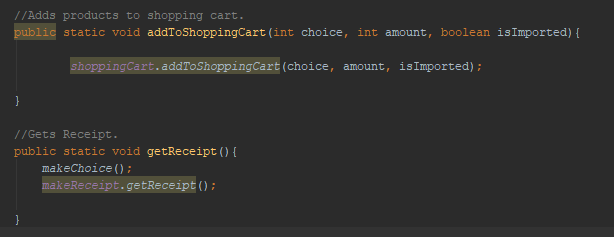 //Adds products to shopping cart.
public static void addToShoppingCart(int choice, int amount, boolean isImported){
shoppingCart.addToShoppingCart(choice, amount, isImported);
}
//Gets Receipt.
public static void getReceipt(){
makeChoice();
makeReceipt.getReceipt();
}